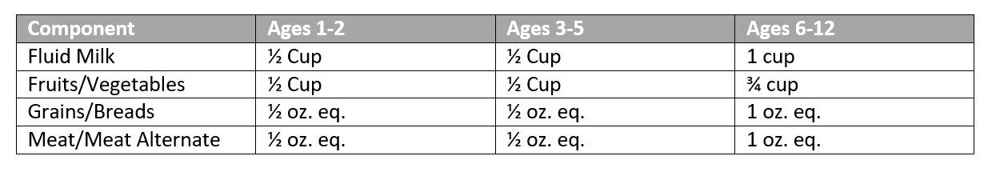 Component Ages 1-2 Ages 3-5 Ages 6-12
Fluid Milk ½ Cup ½ Cup 1 cup
Fruits/Vegetables ½ Cup ½ Cup ¾ cup
Grains/Breads ½ oz. eq. ½ oz. eq. 1 oz. eq.
Meat/Meat Alternate ½ oz. eq. ½ oz. eq. 1 oz. eq.